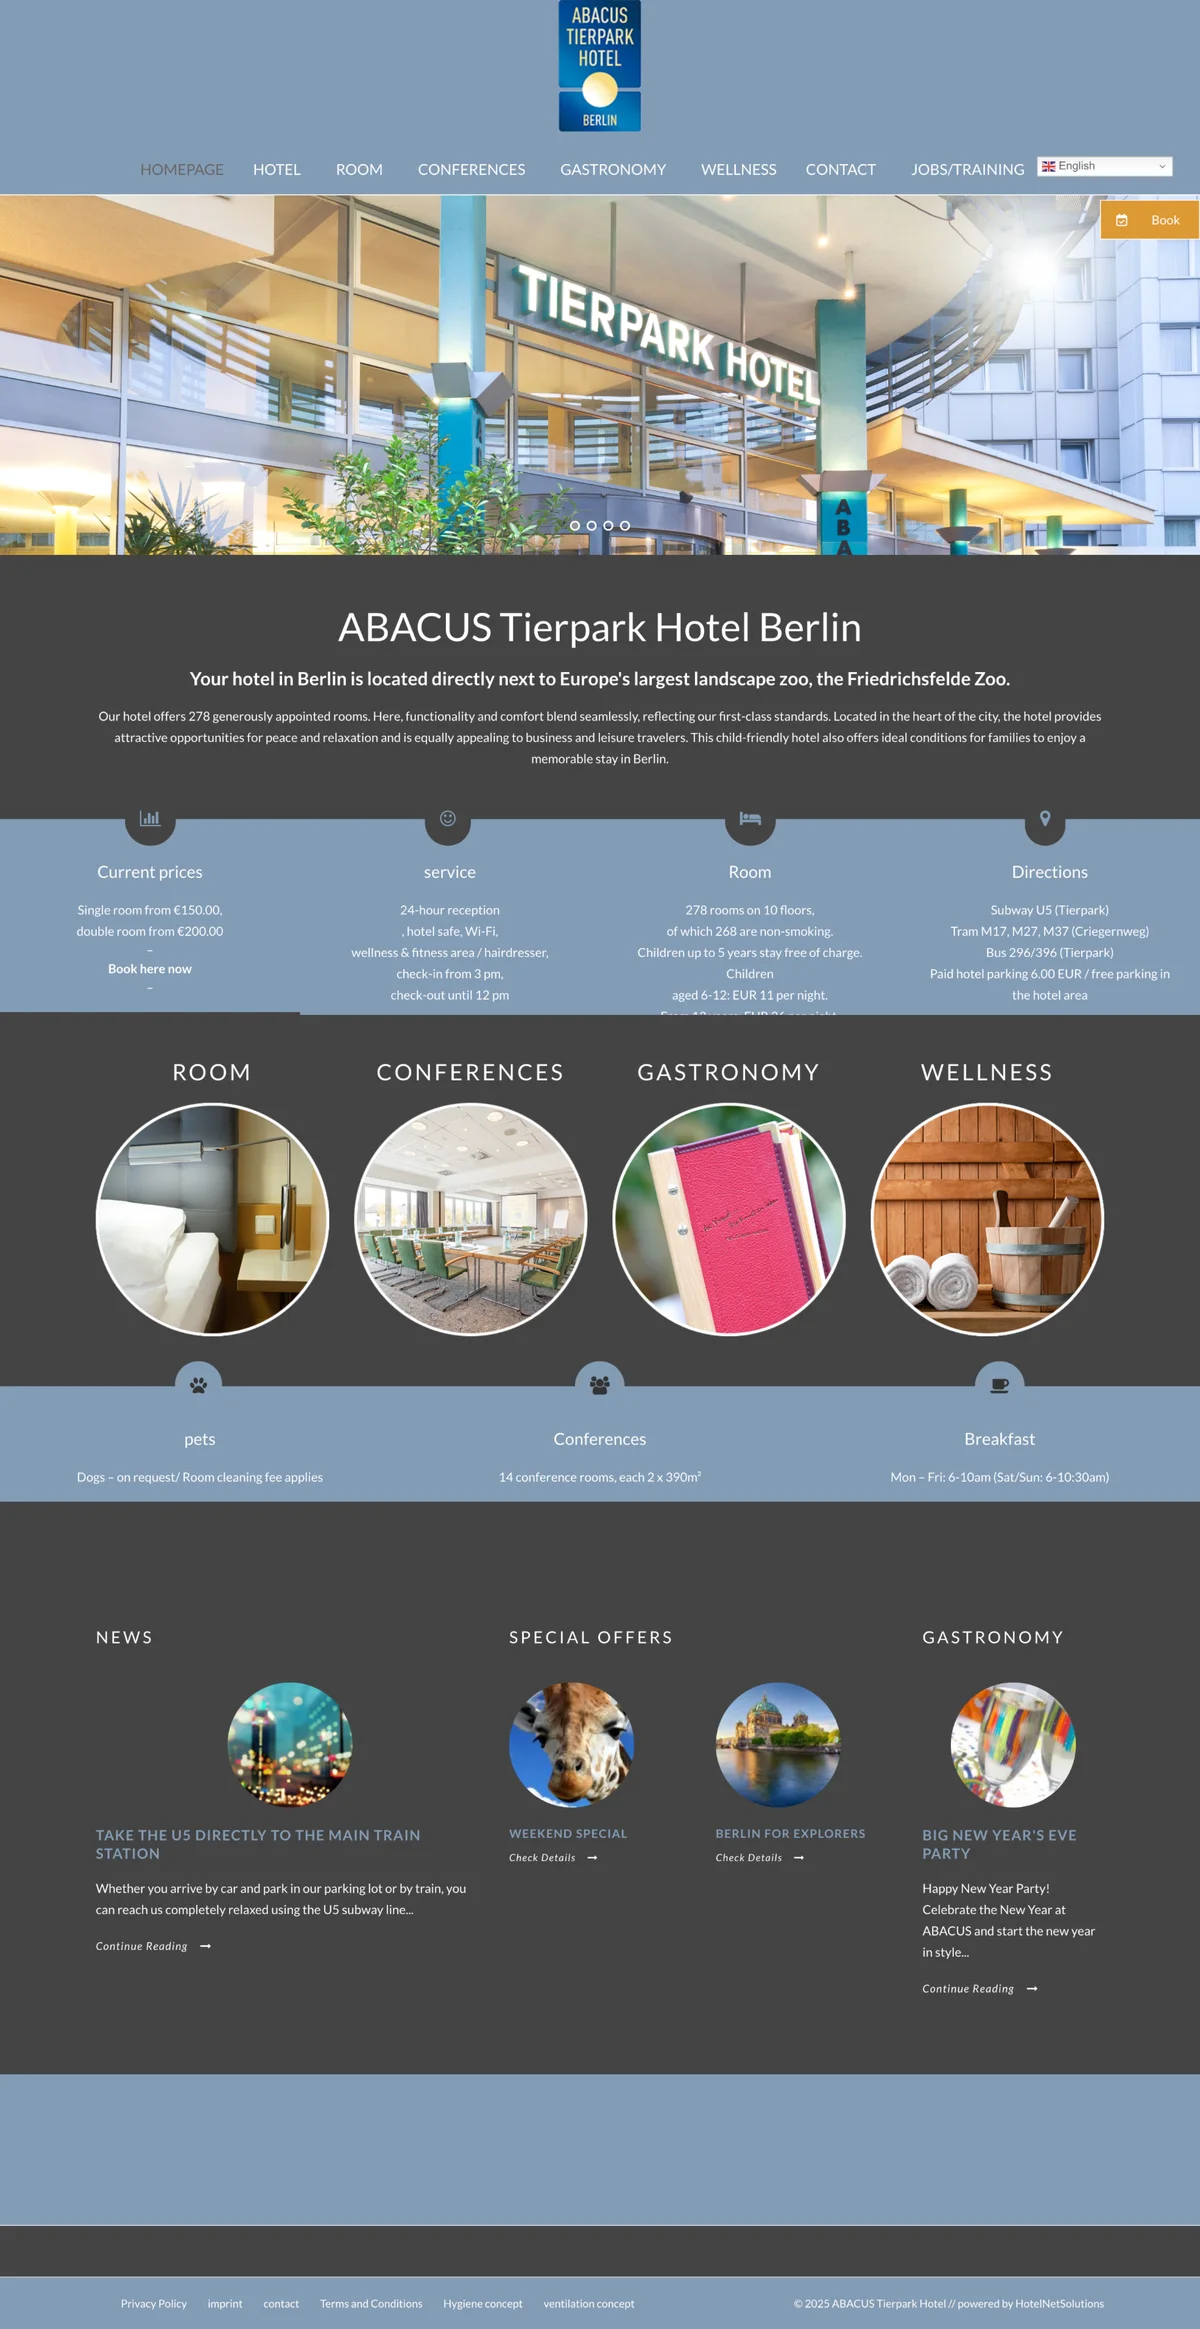 ABACUS
TIERPARK
HOTEL
BERLIN
HOMEPAGE
HOTEL
ROOM
CONFERENCES
GASTRONOMY
WELLNESS
CONTACT
JOBS/TRAINING
English
Book
TIERPARK HOTEL
A
B
A
ABACUS Tierpark Hotel Berlin
Your hotel in Berlin is located directly next to Europe's largest landscape zoo, the Friedrichsfelde Zoo.
Our hotel offers 278 generously appointed rooms. Here, functionality and comfort blend seamlessly, reflecting our first-class standards. Located in the heart of the city, the hotel provides
attractive opportunities for peace and relaxation and is equally appealing to business and leisure travelers. This child-friendly hotel also offers ideal conditions for families to enjoy a
memorable stay in Berlin.
Current prices
Single room from €150.00,
double room from €200.00
–
Book here now
–
service
24-hour reception
, hotel safe, Wi-Fi,
wellness & fitness area / hairdresser,
check-in from 3 pm,
check-out until 12 pm
Room
278 rooms on 10 floors,
of which 268 are non-smoking.
Children up to 5 years stay free of charge.
Children
aged 6-12: EUR 11 per night.
Directions
Subway U5 (Tierpark)
Tram M17, M27, M37 (Criegernweg)
Bus 296/396 (Tierpark)
Paid hotel parking 6.00 EUR / free parking in
the hotel area
ROOM
CONFERENCES
GASTRONOMY
WELLNESS
pets
Dogs – on request/ Room cleaning fee applies
Conferences
14 conference rooms, each 2 x 390m²
Breakfast
Mon – Fri: 6-10am (Sat/Sun: 6-10:30am)
NEWS
TAKE THE U5 DIRECTLY TO THE MAIN TRAIN
STATION
Whether you arrive by car and park in our parking lot or by train, you
can reach us completely relaxed using the U5 subway line...
Continue Reading
SPECIAL OFFERS
WEEKEND SPECIAL
Check Details
BERLIN FOR EXPLORERS
Check Details
GASTRONOMY
BIG NEW YEAR'S EVE
PARTY
Happy New Year Party!
Celebrate the New Year at
ABACUS and start the new year
in style...
Continue Reading
Privacy Policy
imprint
contact
Terms and Conditions
Hygiene concept
ventilation concept
© 2025 ABACUS Tierpark Hotel // powered by HotelNetSolutions